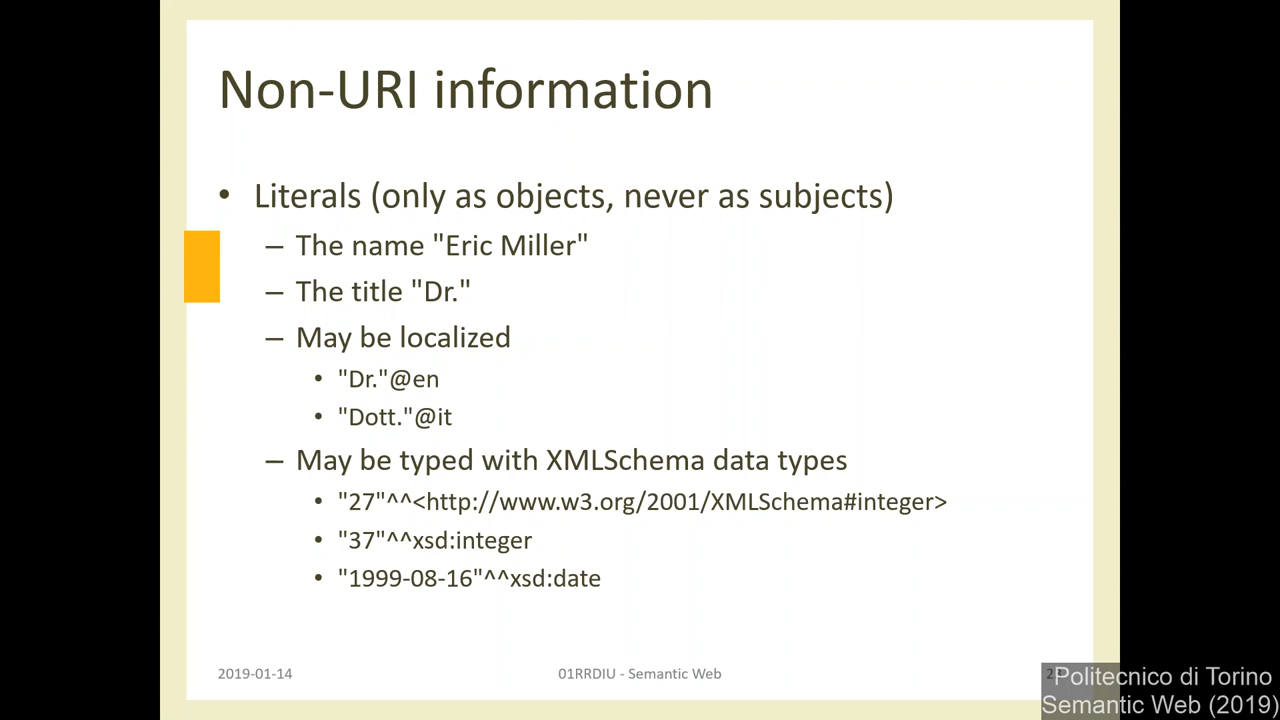 Non-URI information
• Literals (only as objects, never as subjects)
– The name "Eric Miller"
– The title "Dr."
– May be localized
• "Dr."@en
• "Dott."@it
– May be typed with XMLSchema data types
• "27"^^<http://www.w3.org/2001/XMLSchema#integer>
• "37"^^xsd:integer
• "1999-08-16"^^xsd:date
2019-01-14
01RRDIU - Semantic Web
Politecnico di Torino
Semantic Web (2019)